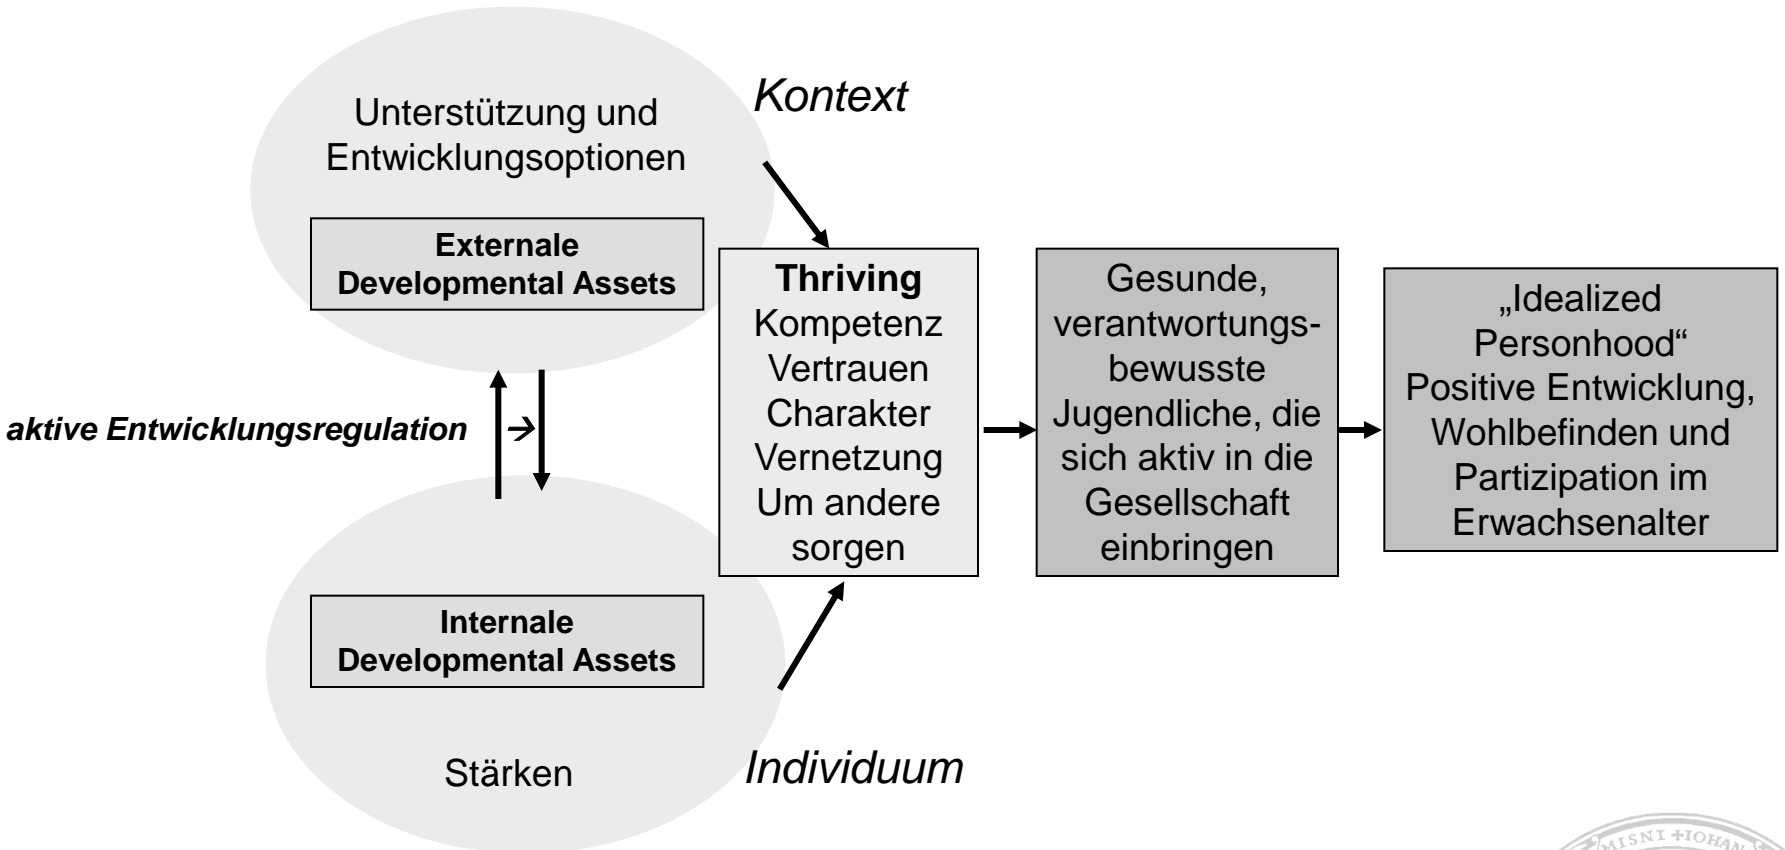 Kontext
Unterstützung und
Entwicklungsoptionen
Externale
Developmental Assets
aktive Entwicklungsregulation →
Internale
Developmental Assets
Stärken
Individuum
Thriving
Kompetenz
Vertrauen
Charakter
Vernetzung
Um andere
sorgen
Gesunde,
verantwortungs-
bewusste
Jugendliche, die
sich aktiv in die
Gesellschaft
einbringen
„Idealized
Personhood“
Positive Entwicklung,
Wohlbefinden und
Partizipation im
Erwachsenalter
MISNI +IOHAN